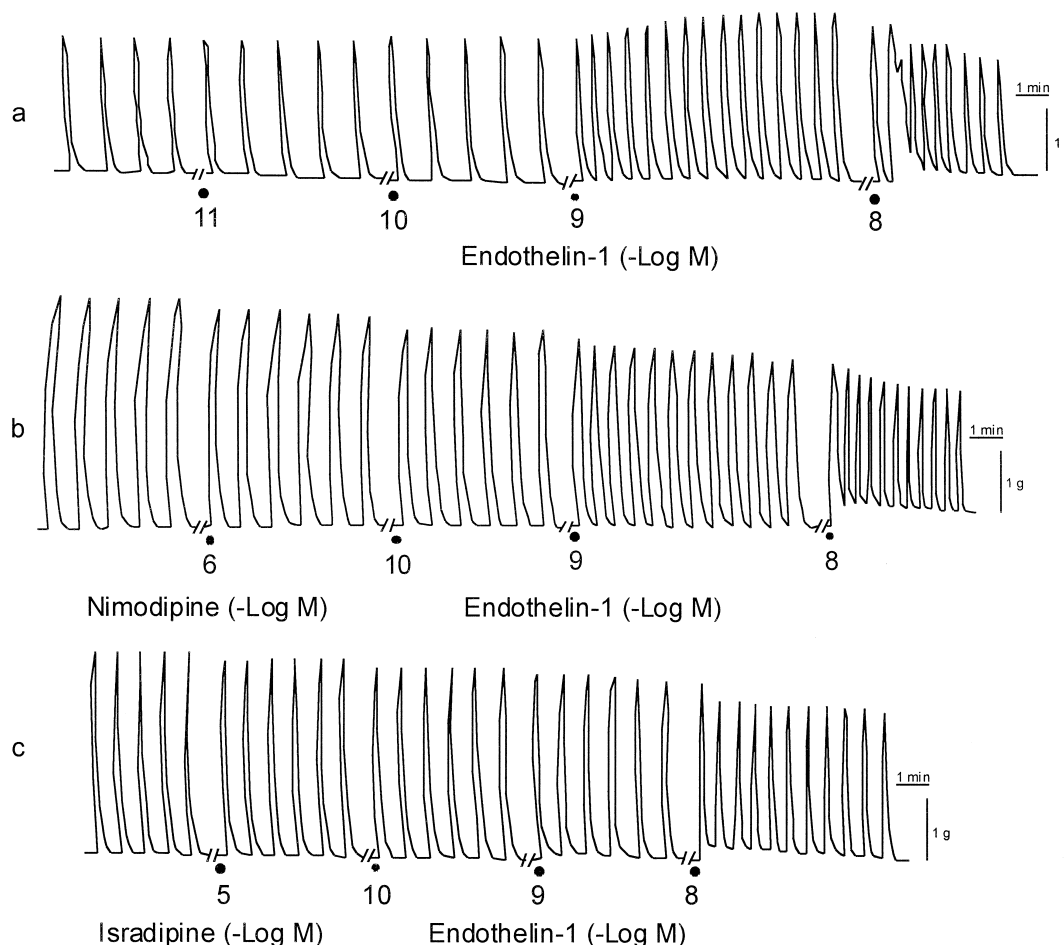 a
1 min
1
11
10
9
8
Endothelin-1 (-Log M)
b
1 min
1 g
6
10
9
8
Nimodipine (-Log M)
Endothelin-1 (-Log M)
c
1 min
1 g
5
10
9
8
Isradipine (-Log M)
Endothelin-1 (-Log M)